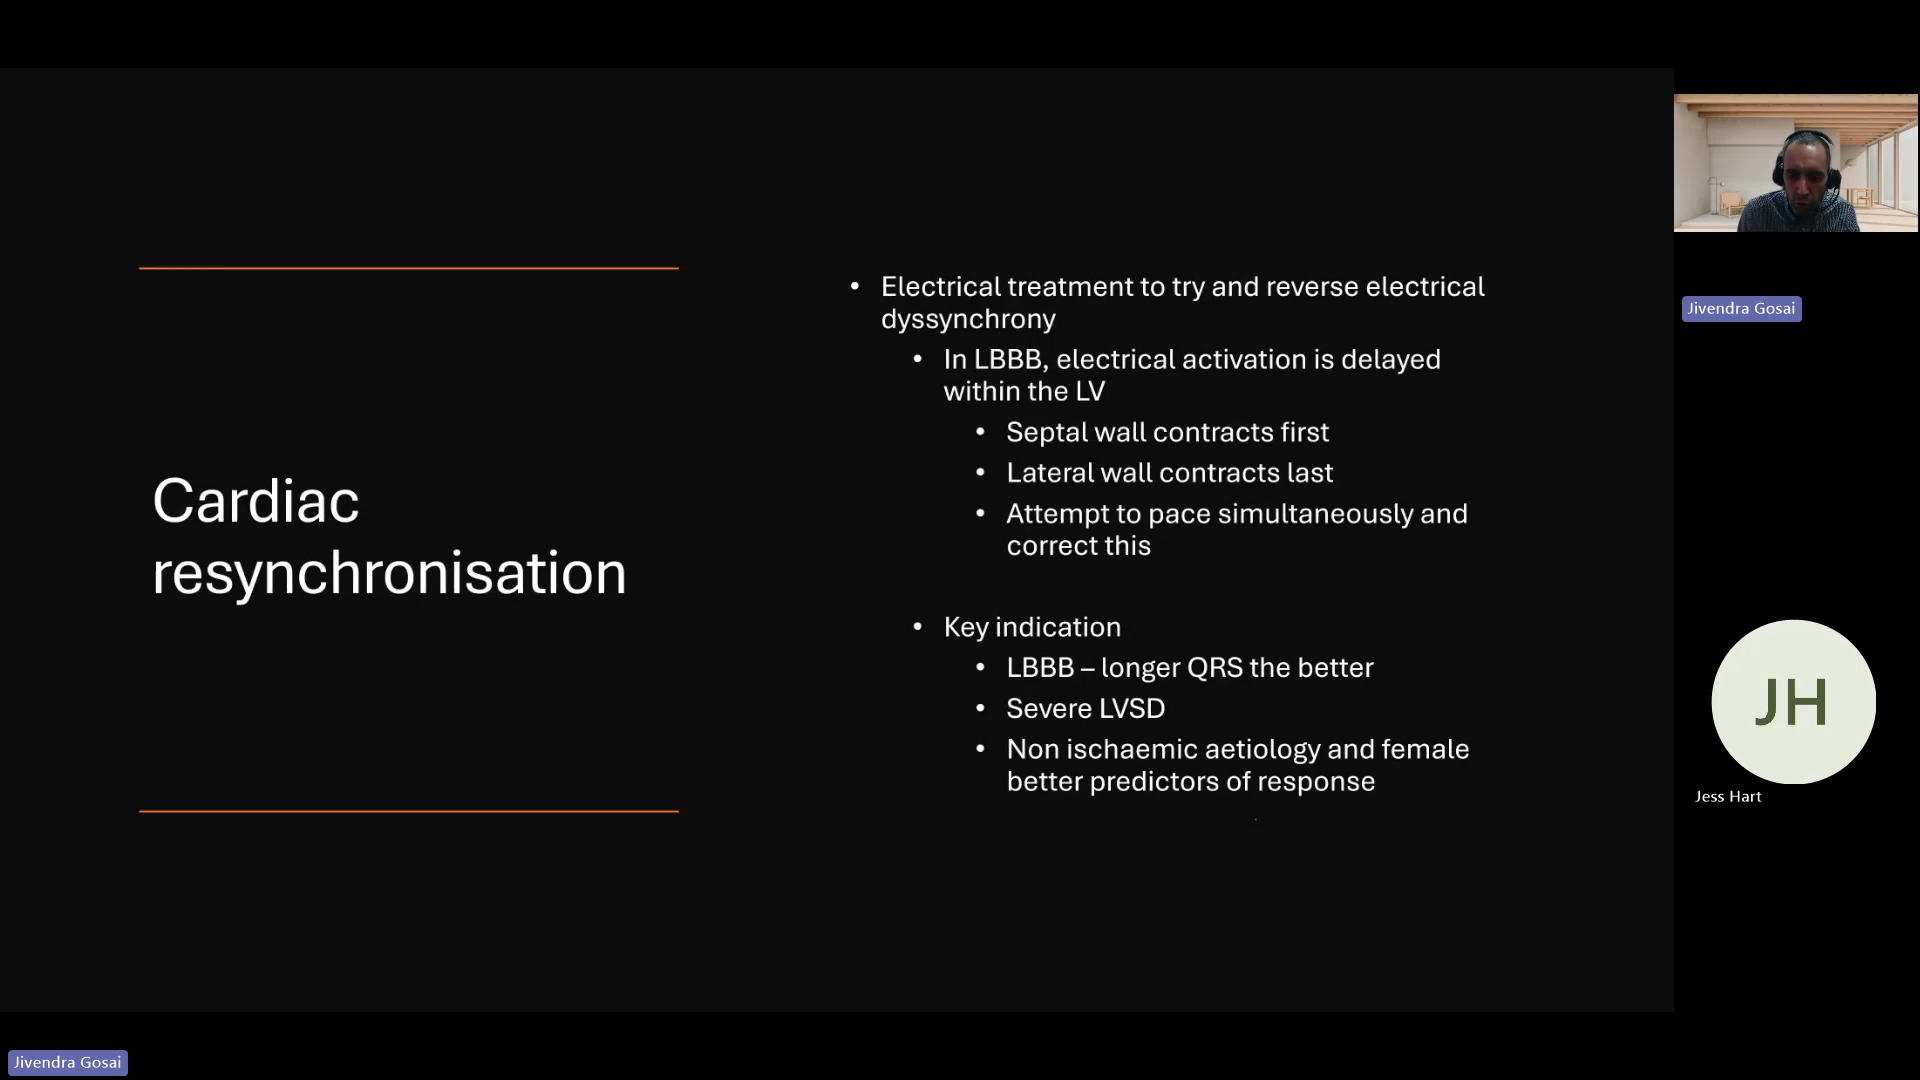 Cardiac
resynchronisation
• Electrical treatment to try and reverse electrical
dyssynchrony
• In LBBB, electrical activation is delayed
within the LV
• Septal wall contracts first
• Lateral wall contracts last
• Attempt to pace simultaneously and
correct this
• Key indication
• LBBB – longer QRS the better
• Severe LVSD
• Non ischaemic aetiology and female
better predictors of response
Jivendra Gosai
JH
Jess Hart
Jivendra Gosai